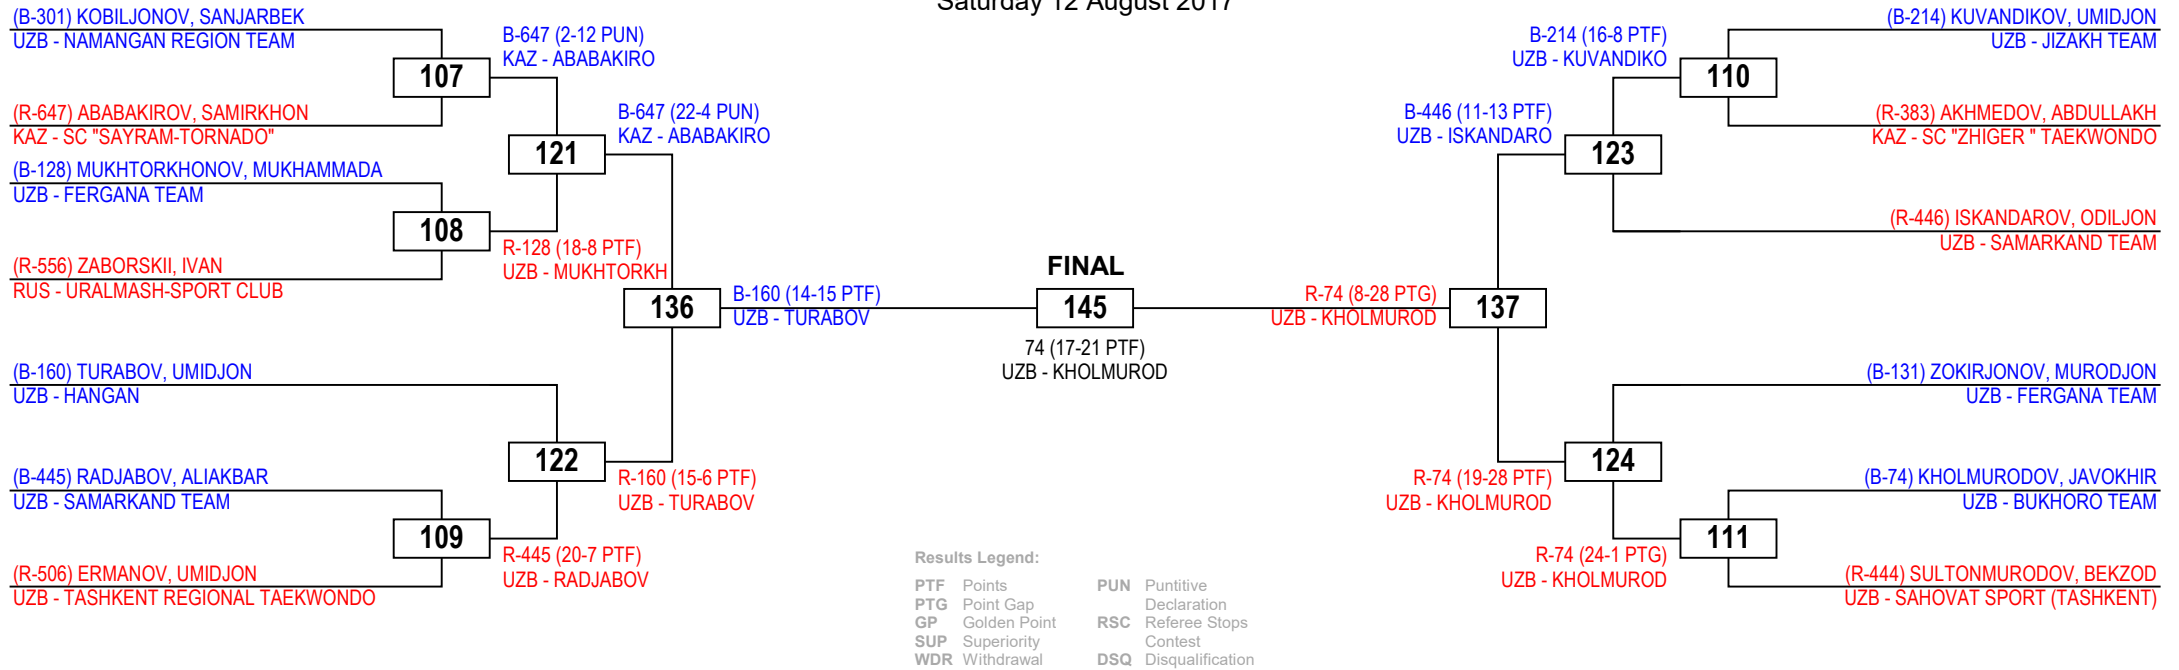 Saturday 12 August 2017
(B-301) KOBILJONOV, SANJARBEK
UZB - NAMANGAN REGION TEAM
107
(R-647) ABABAKIROV, SAMIRKHON
KAZ - SC "SAYRAM-TORNADO"
(B-128) MUKHTORKHONOV, MUKHAMMADA
UZB - FERGANA TEAM
108
(R-556) ZABORSKII, IVAN
RUS - URALMASH-SPORT CLUB
(B-160) TURABOV, UMIDJON
UZB - HANGAN
(B-445) RADJABOV, ALIAKBAR
UZB - SAMARKAND TEAM
109
(R-506) ERMANOV, UMIDJON
UZB - TASHKENT REGIONAL TAEKWONDO
B-647 (2-12 PUN)
KAZ - ABABAKIRO
121
R-128 (18-8 PTF)
UZB - MUKHTORKH
122
R-445 (20-7 PTF)
UZB - RADJABOV
B-647 (22-4 PUN)
KAZ - ABABAKIRO
136
R-160 (15-6 PTF)
UZB - TURABOV
B-160 (14-15 PTF)
UZB - TURABOV
FINAL
145
74 (17-21 PTF)
UZB - KHOLMUROD
R-74 (8-28 PTG)
UZB - KHOLMUROD
137
B-446 (11-13 PTF)
UZB - ISKANDARO
R-74 (19-28 PTF)
UZB - KHOLMUROD
B-214 (16-8 PTF)
UZB - KUVANDIKO
123
124
R-74 (24-1 PTG)
UZB - KHOLMUROD
(B-214) KUVANDIKOV, UMIDJON
UZB - JIZAKH TEAM
110
(R-383) AKHMEDOV, ABDULLAKH
KAZ - SC "ZHIGER " TAEKWONDO
(R-446) ISKANDAROV, ODILJON
UZB - SAMARKAND TEAM
(B-131) ZOKIRJONOV, MURODJON
UZB - FERGANA TEAM
(B-74) KHOLMURODOV, JAVOKHIR
UZB - BUKHORO TEAM
111
(R-444) SULTONMURODOV, BEKZOD
UZB - SAHOVAT SPORT (TASHKENT)
Results Legend:
PTF Points
PTG Point Gap
GP Golden Point
SUP Superiority
WDR Withdrawal
PUN Puntitive
Declaration
RSC Referee Stops
Contest
DSQ Disqualification